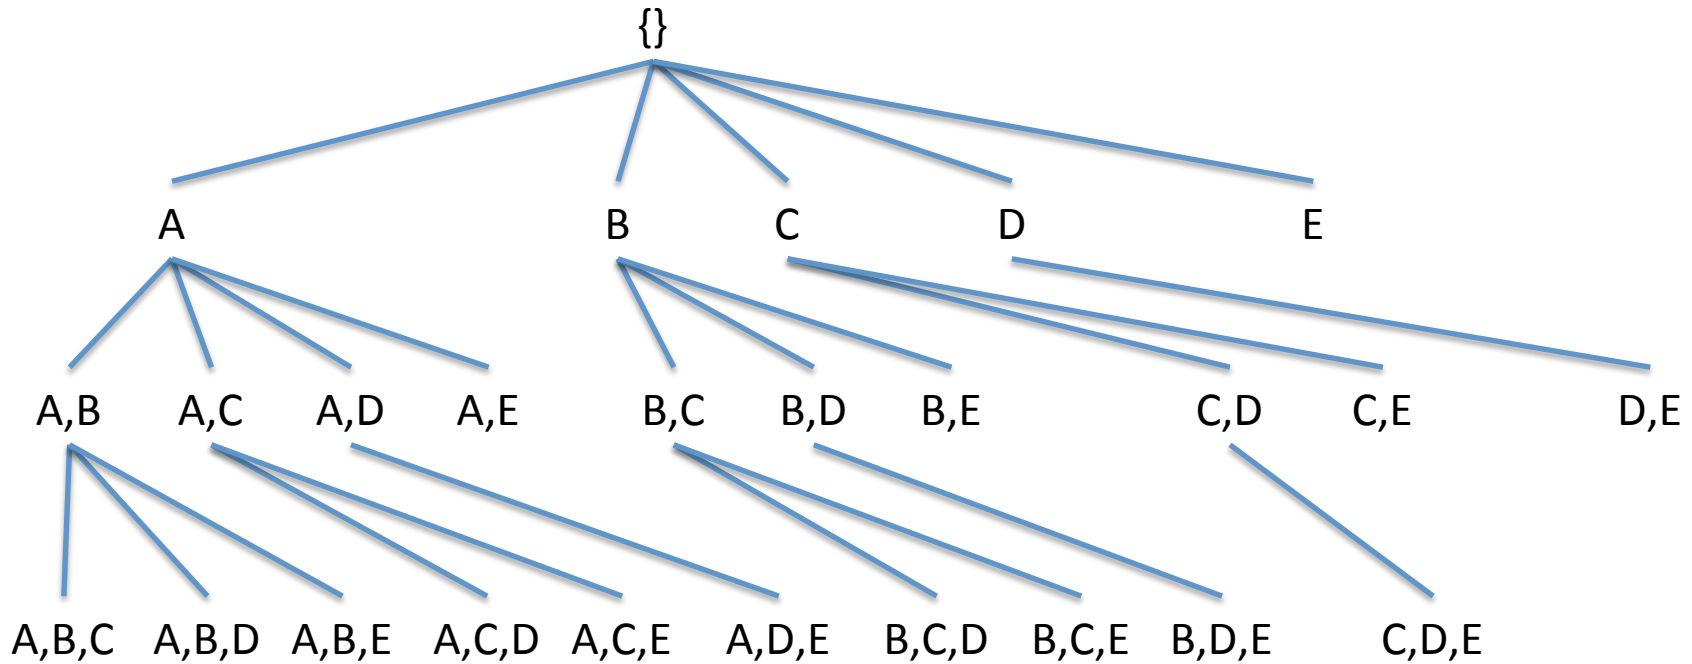 {}
A B C D E
A,B A,C A,D A,E B,C B,D B,E C,D C,E D,E
A,B,C A,B,D A,B,E A,C,D A,C,E A,D,E B,C,D B,C,E B,D,E C,D,E